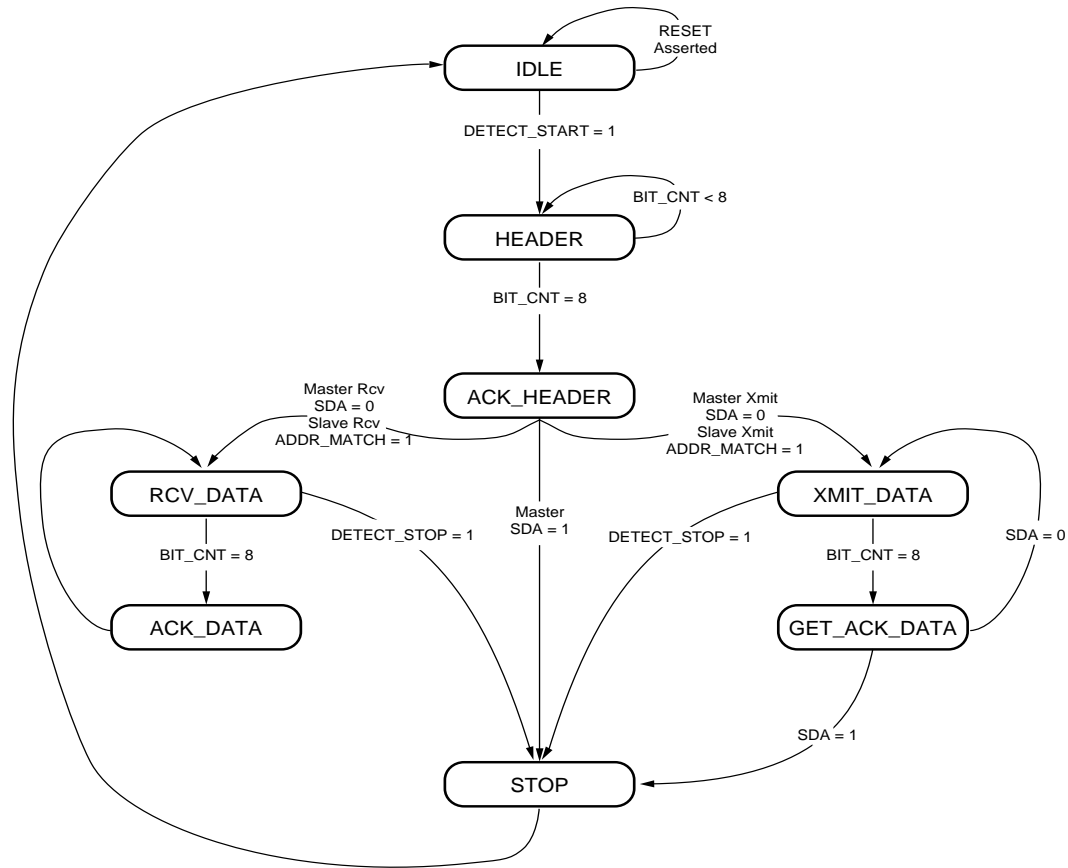 RESET
Asserted
IDLE
DETECT_START = 1
BIT_CNT < 8
HEADER
BIT_CNT = 8
ACK_HEADER
Master Rcv
SDA = 0
Slave Rcv
ADDR_MATCH = 1
Master Xmit
SDA = 0
Slave Xmit
ADDR_MATCH = 1
RCV_DATA
XMIT_DATA
Master
SDA = 1
DETECT_STOP = 1
DETECT_STOP = 1
SDA = 0
BIT_CNT = 8
BIT_CNT = 8
ACK_DATA
GET_ACK_DATA
SDA = 1
STOP